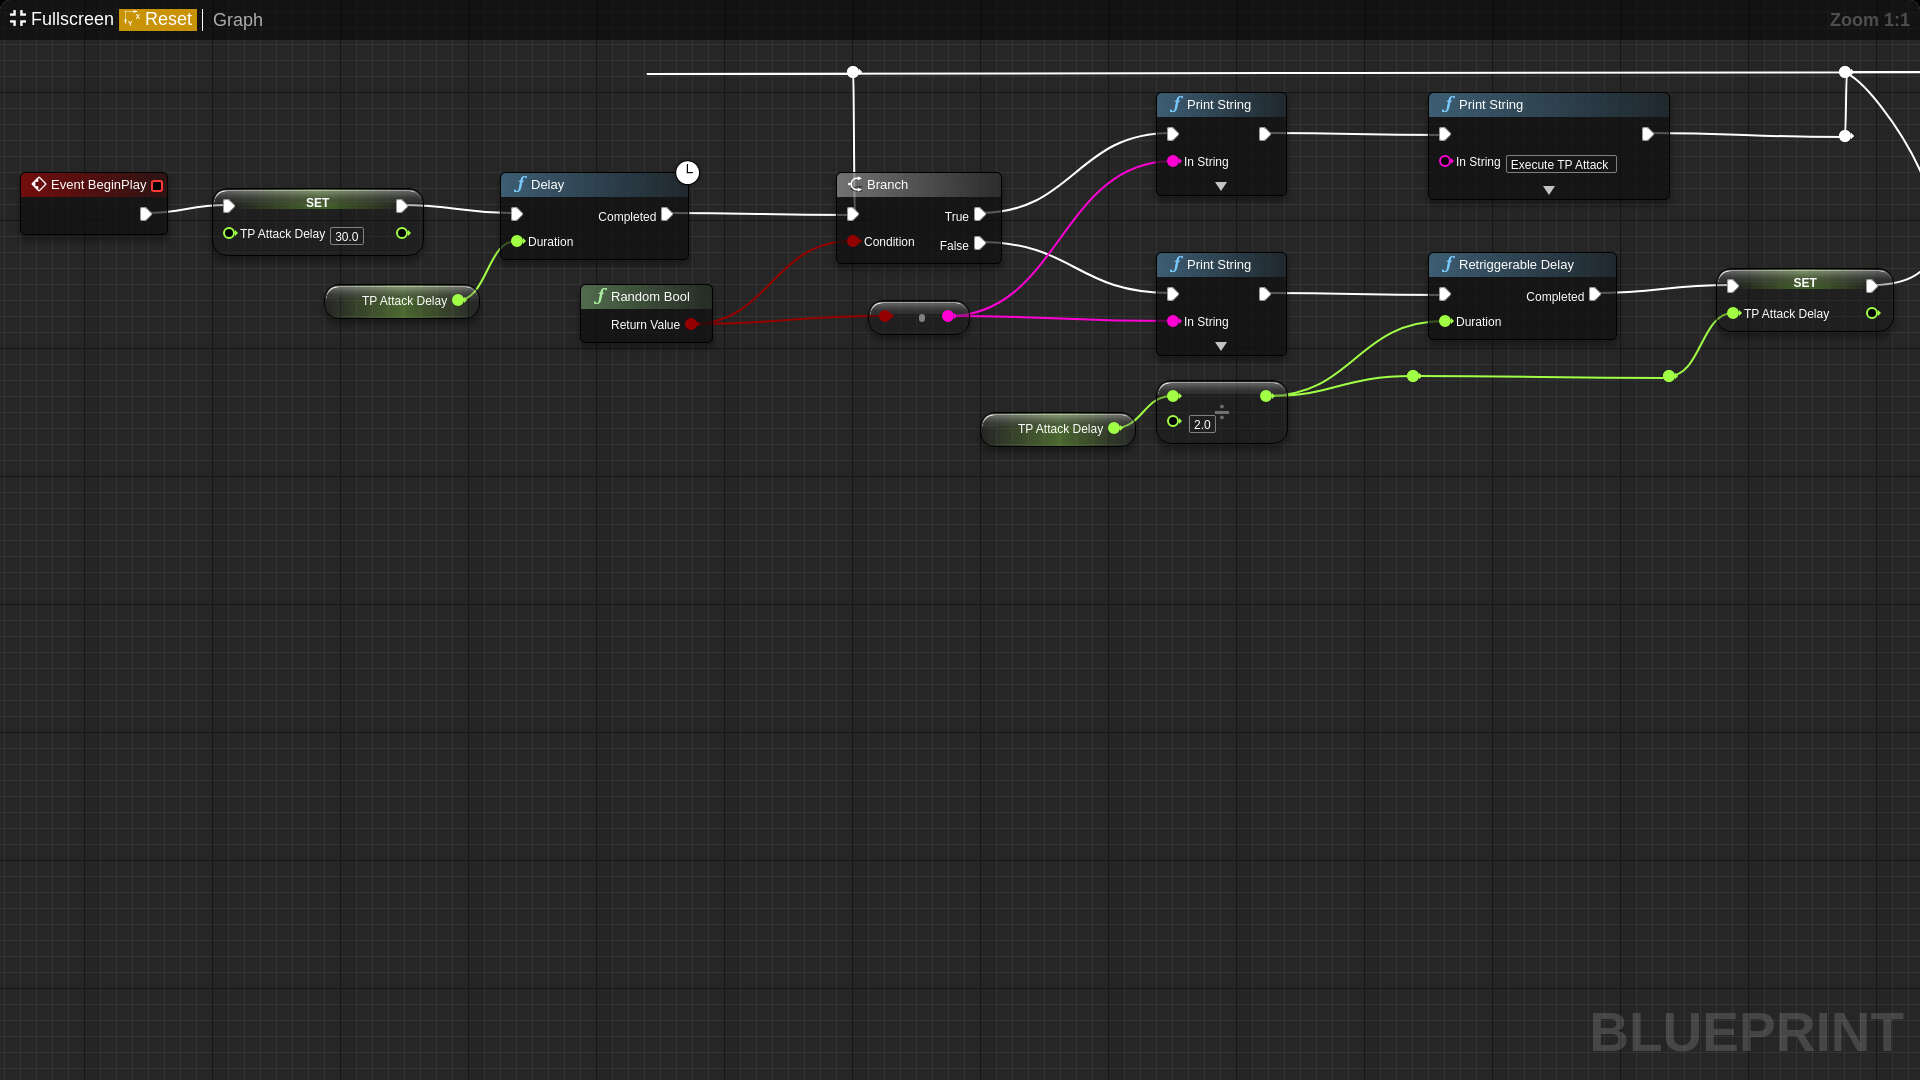 Fullscreen Reset Graph
Zoom 1:1
Event BeginPlay
SET
TP Attack Delay 30.0
TP Attack Delay
Delay
Completed
Duration
Random Bool
Return Value
Branch
True
Condition
False
Print String
In String
Print String
In String Execute TP Attack
Print String
In String
Retriggerable Delay
Completed
Duration
SET
TP Attack Delay
TP Attack Delay
÷
2.0
BLUEPRINT